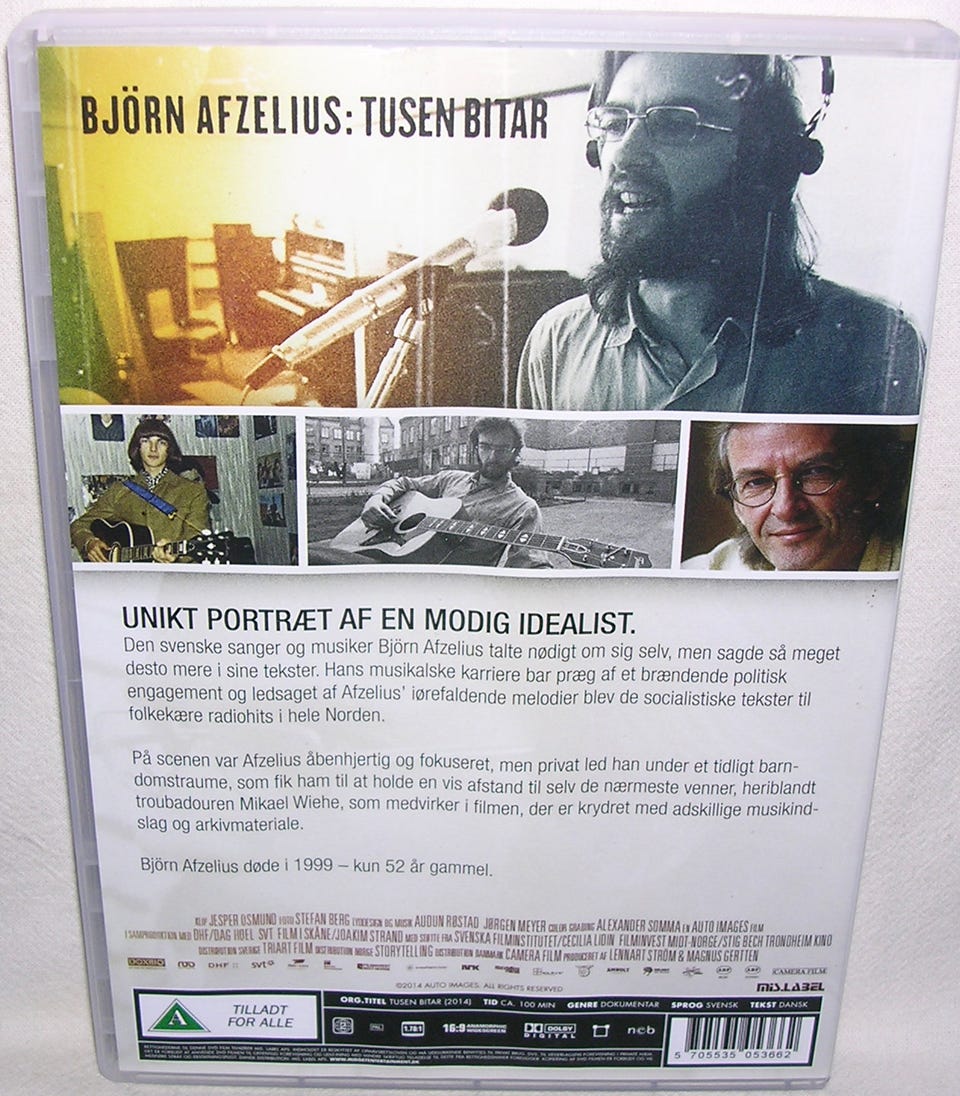 BJÖRN AFZELIUS: TUSEN BITAR
UNIKT PORTRÆT AF EN MODIG IDEALIST.
Den svenske sanger og musiker Björn Afzelius talte nødigt om sig selv, men sagde så meget
desto mere i sine tekster. Hans musikalske karriere bar præg af et brændende politisk
engagement og ledsaget af Afzelius' iørefaldende melodier blev de socialistiske tekster til
folkekære radiohits i hele Norden.
På scenen var Afzelius åbenhjertig og fokuseret, men privat led han under et tidligt barn-
domstraume, som fik ham til at holde en vis afstand til selv de nærmeste venner, heriblandt
troubadouren Mikael Wiehe, som medvirker i filmen, der er krydret med adskillige musikind-
slag og arkivmateriale.
Björn Afzelius døde i 1999 – kun 52 år gammel.
KLIP JESPER OSMUND FOTO STEFAN BERG LYDDESIGN OG MUSIK AUDUN RØSTAD JØRGEN MEYER COLOR GRADING ALEXANDER SOMMA EN AUTO IMAGES FILM
I SAMPRODUKTION MED DHF/DAG HOEL SVT FILM I SKÅNE/JOAKIM STRAND MED STØTTE FRA SVENSKA FILMINSTITUTET/CECILIA LIDIN FILMINVEST MIDT-NORGE/STIG BECH TRONDHEIM KINO
DISTRIBUTION SVERIGE TRIART FILM DISTRIBUTION NORGE STORYTELLING DISTRIBUTION DANMARK CAMERA FILM PRODUCERET AF LENNART STRÖM & MAGNUS GERTTEN
DHF svt NRK CAMERA FILM
©2014 AUTO IMAGES. ALL RIGHTS RESERVED
MIS.LABEL
A TILLADT
FOR ALLE
ORG.TITEL TUSEN BITAR (2014) TID CA. 100 MIN GENRE DOKUMENTAR SPROG SVENSK TEKST DANSK
2 PAL 1.78:1 16:9 ANAMORPHIC WIDESCREEN DOLBY DIGITAL ncb
5 705535 053662